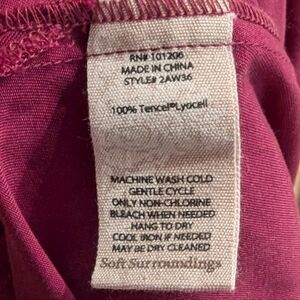 RN# 101206
MADE IN CHINA
STYLE# 2AW36
100% Tencel®Lyocell
MACHINE WASH COLD
GENTLE CYCLE
ONLY NON-CHLORINE
BLEACH WHEN NEEDED
HANG TO DRY
COOL IRON IF NEEDED
MAY BE DRY CLEANED
Soft Surroundings